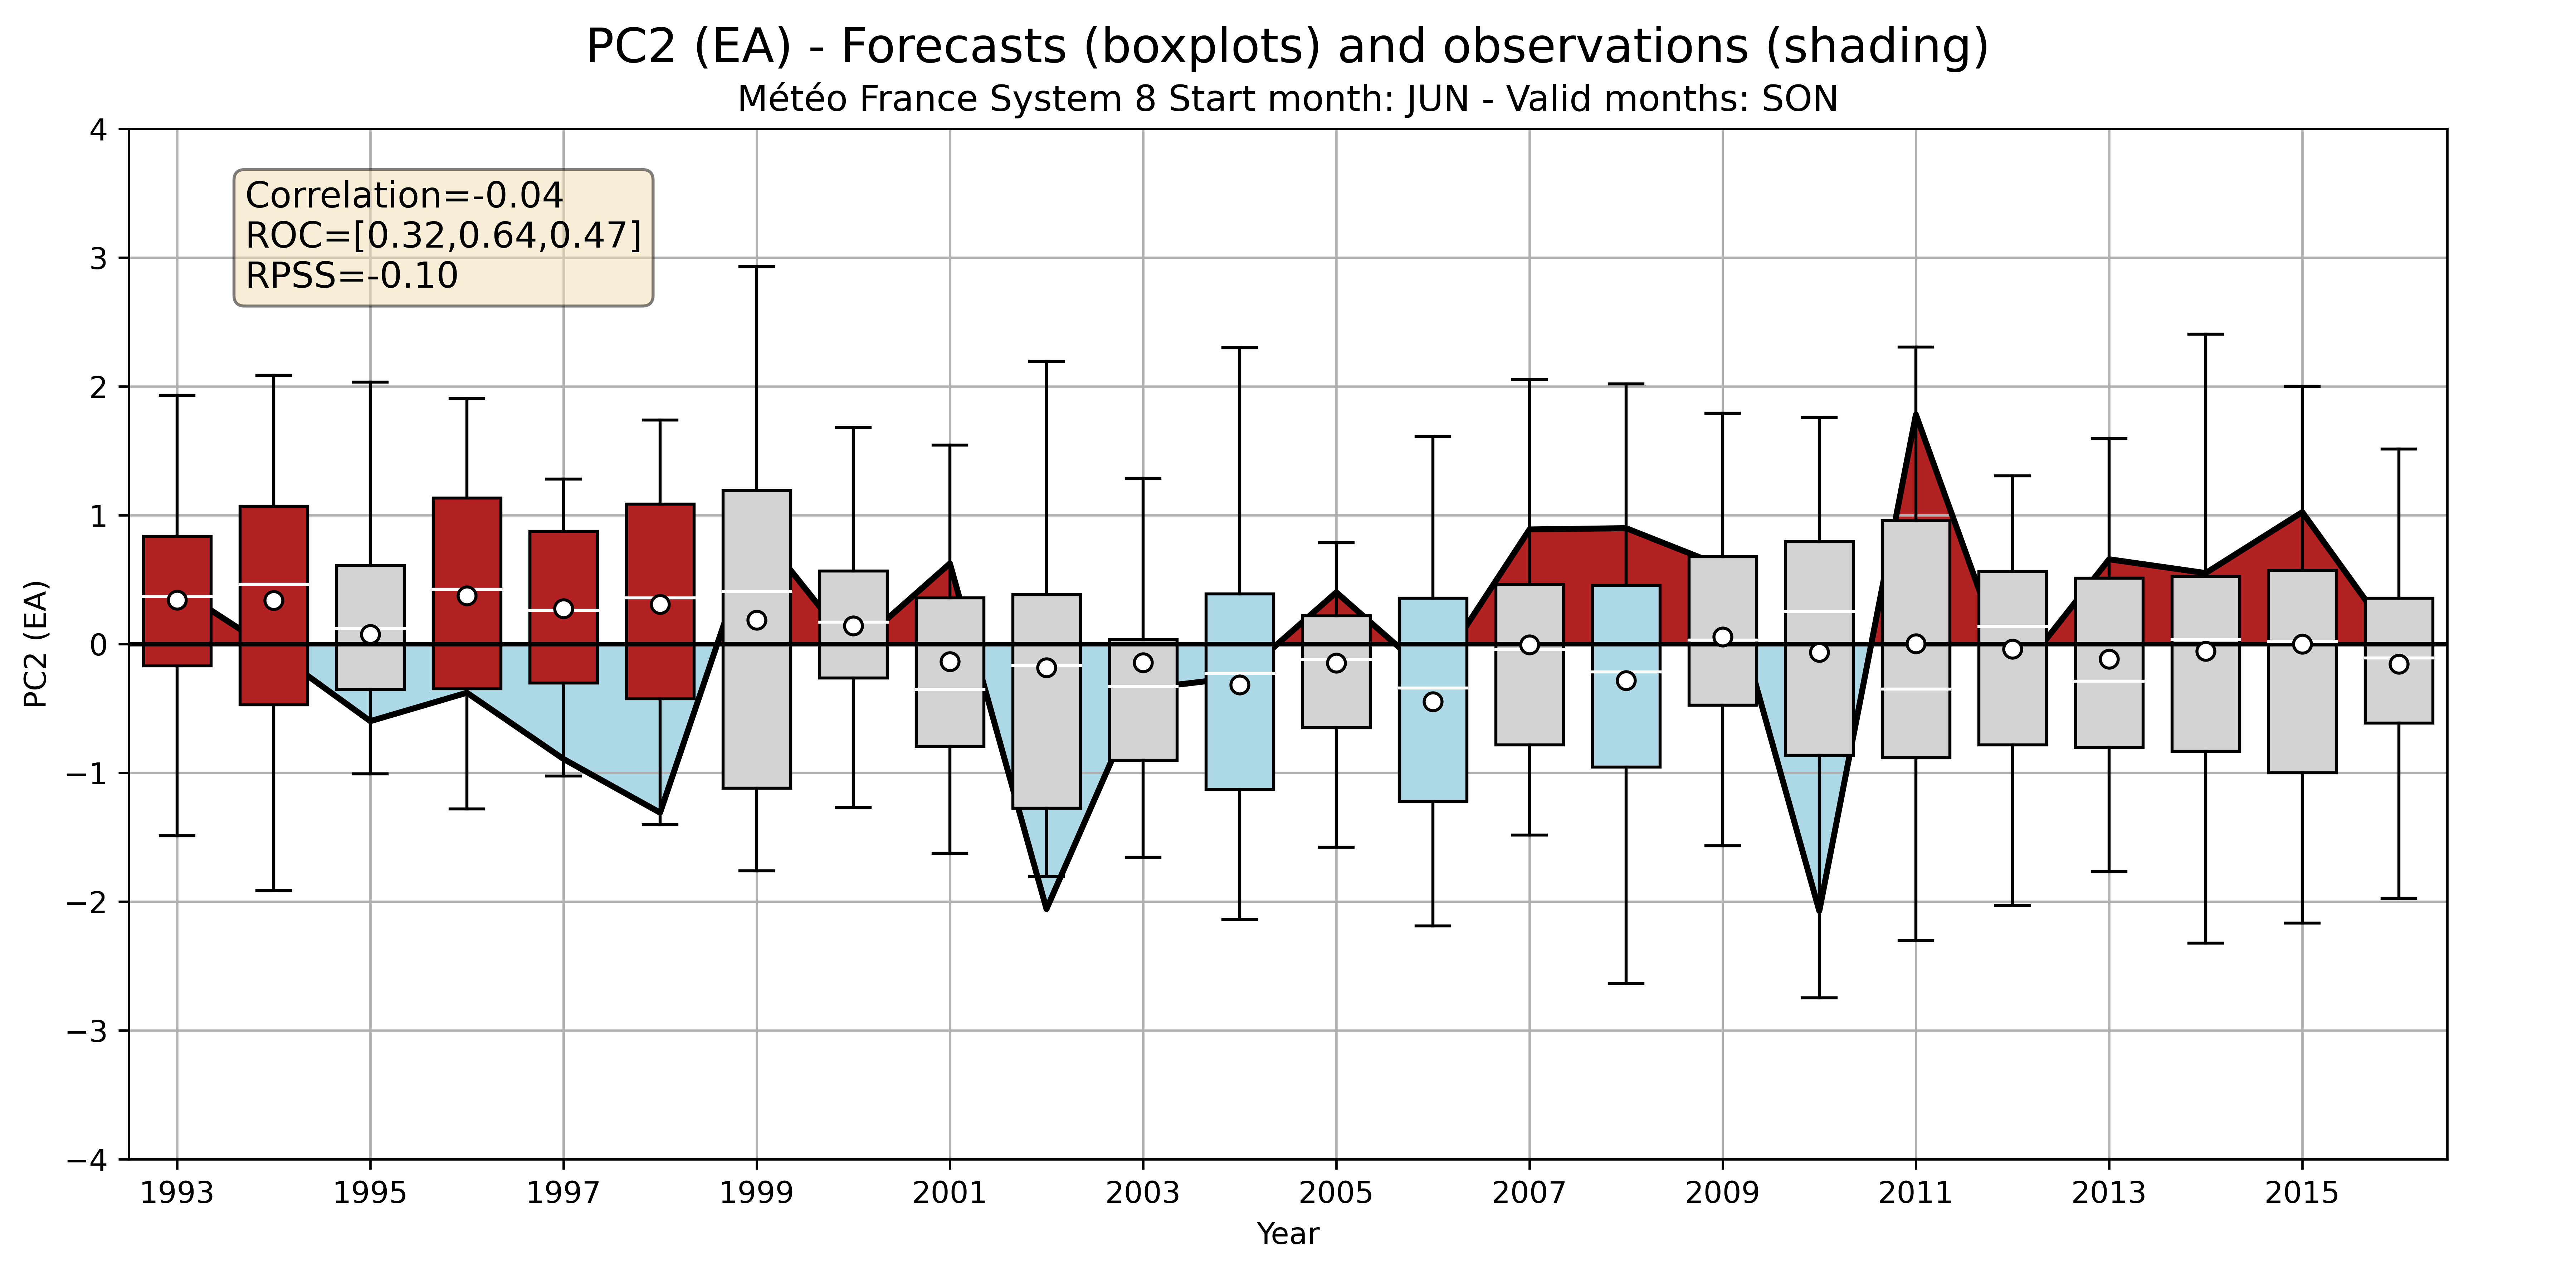 PC2 (EA) - Forecasts (boxplots) and observations (shading)
Météo France System 8 Start month: JUN - Valid months: SON
Correlation=-0.04
ROC=[0.32,0.64,0.47]
RPSS=-0.10
PC2 (EA)
4
3
2
1
0
−1
−2
−3
−4
1993 1995 1997 1999 2001 2003 2005 2007 2009 2011 2013 2015
Year